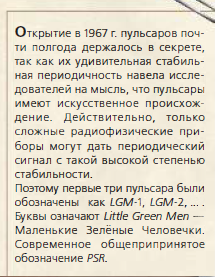 Открытие в 1967 г. пульсаров поч-
ти полгода держалось в секрете,
так как их удивительная стабиль-
ная периодичность навела иссле-
дователей на мысль, что пульсары
имеют искусственное происхож-
дение. Действительно, только
сложные радиофизические при-
боры могут дать периодический
сигнал с такой высокой степенью
стабильности.
Поэтому первые три пульсара были
обозначены как LGM-1, LGM-2, ... .
Буквы означают Little Green Men —
Маленькие Зелёные Человечки.
Современное общепринятое
обозначение PSR.